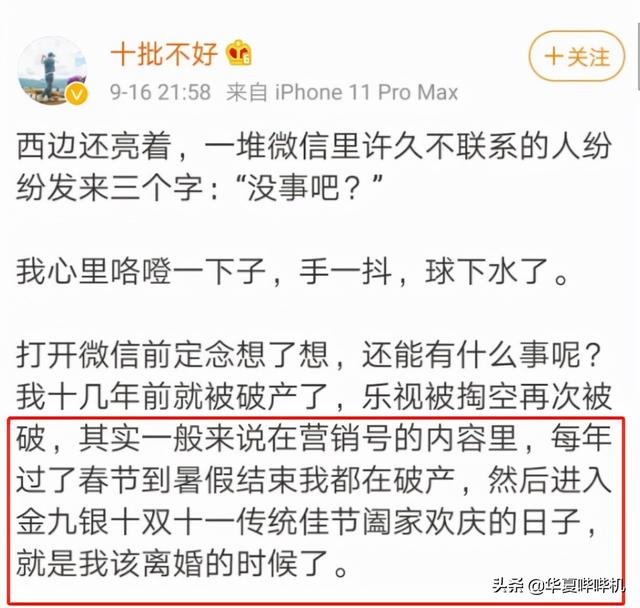 十批不好
+关注
9-16 21:58 来自 iPhone 11 Pro Max
西边还亮着，一堆微信里许久不联系的人纷
纷发来三个字：“没事吧？”
我心里咯噔一下子，手一抖，球下水了。
打开微信前定念想了想，还能有什么事呢？
我十几年前就被破产了，乐视被掏空再次被
破，其实一般来说在营销号的内容里，每年
过了春节到暑假结束我都在破产，然后进入
金九银十双十一传统佳节阖家欢庆的日子，
就是我该离婚的时候了。
头条 @华夏哔哔机